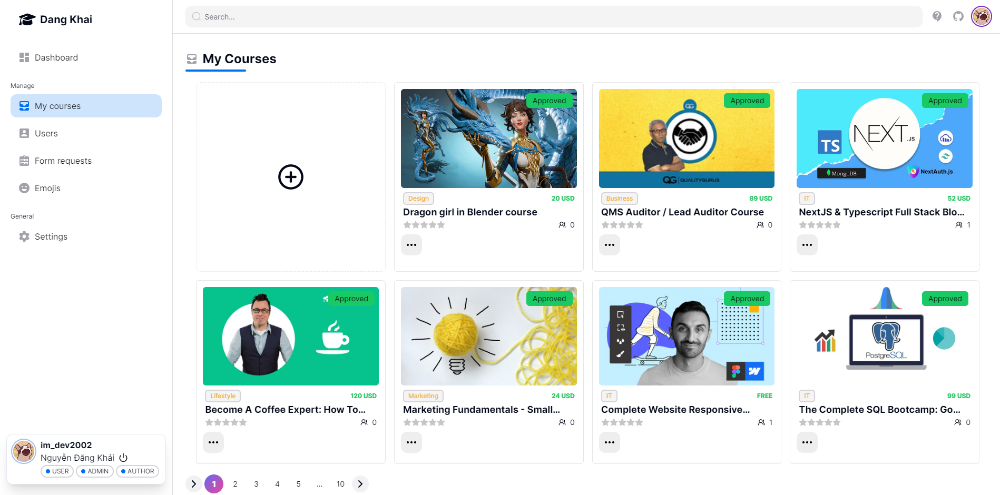 Dang Khai
Search...
Dashboard
Manage
My courses
Users
Form requests
Emojis
General
Settings
im_dev2002
Nguyễn Đăng Khải
USER ADMIN AUTHOR
My Courses
Approved
Design 20 USD
Dragon girl in Blender course
0
Approved
QG
QG QUALITYGURUS
Business 89 USD
QMS Auditor / Lead Auditor Course
0
Approved
NEXT.JS
TS
MongoDB
NextAuth.js
IT 52 USD
NextJS & Typescript Full Stack Blo...
1
Approved
Lifestyle 120 USD
Become A Coffee Expert: How To...
0
Approved
Marketing 24 USD
Marketing Fundamentals - Small...
0
Approved
IT FREE
Complete Website Responsive...
1
Approved
PostgreSQL
IT 99 USD
The Complete SQL Bootcamp: Go...
0
1 2 3 4 5 ... 10